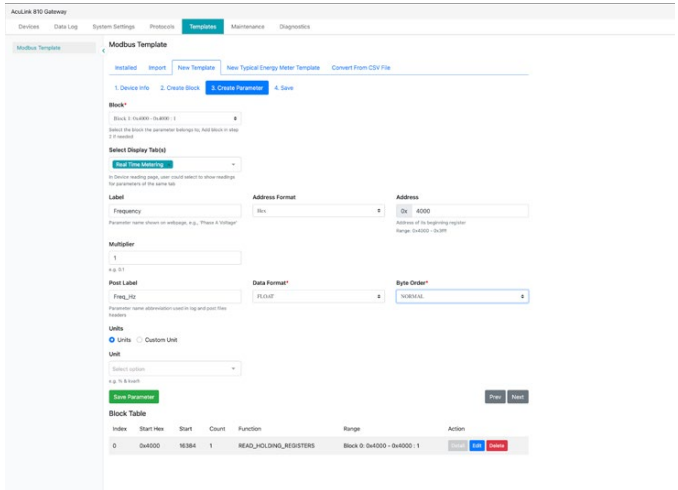 AcuLink 810 Gateway
Devices Data Log System Settings Protocols Templates Maintenance Diagnostics
Modbus Template
Modbus Template
Installed Import New Template New Typical Energy Meter Template Convert From CSV File
1. Device Info 2. Create Block 3. Create Parameter 4. Save
Block*
Block 0: 0x4000 - 0x4000 : 1
Select the block the parameter belongs to, Add block in step
2 if needed
Select Display Tab(s)
Real Time Metering
In Device reading page, user could select to show readings
for parameters of the same tab
Label Address Format Address
Frequency Hex 0x 4000
Parameter name shown on webpage, e.g., 'Phase A Voltage' Address of its beginning register
Range: 0x4000 - 0x3fff
Multiplier
1
e.g. 0.1
Post Label Data Format* Byte Order*
Freq_Hz FLOAT NORMAL
Parameter name abbreviation used in log and post files
headers
Units
Units Custom Unit
Unit
Select option
e.g. % & kvarh
Save Parameter Prev Next
Block Table
Index Start Hex Start Count Function Range Action
0 0x4000 16384 1 READ_HOLDING_REGISTERS Block 0: 0x4000 - 0x4000 : 1 Edit Delete